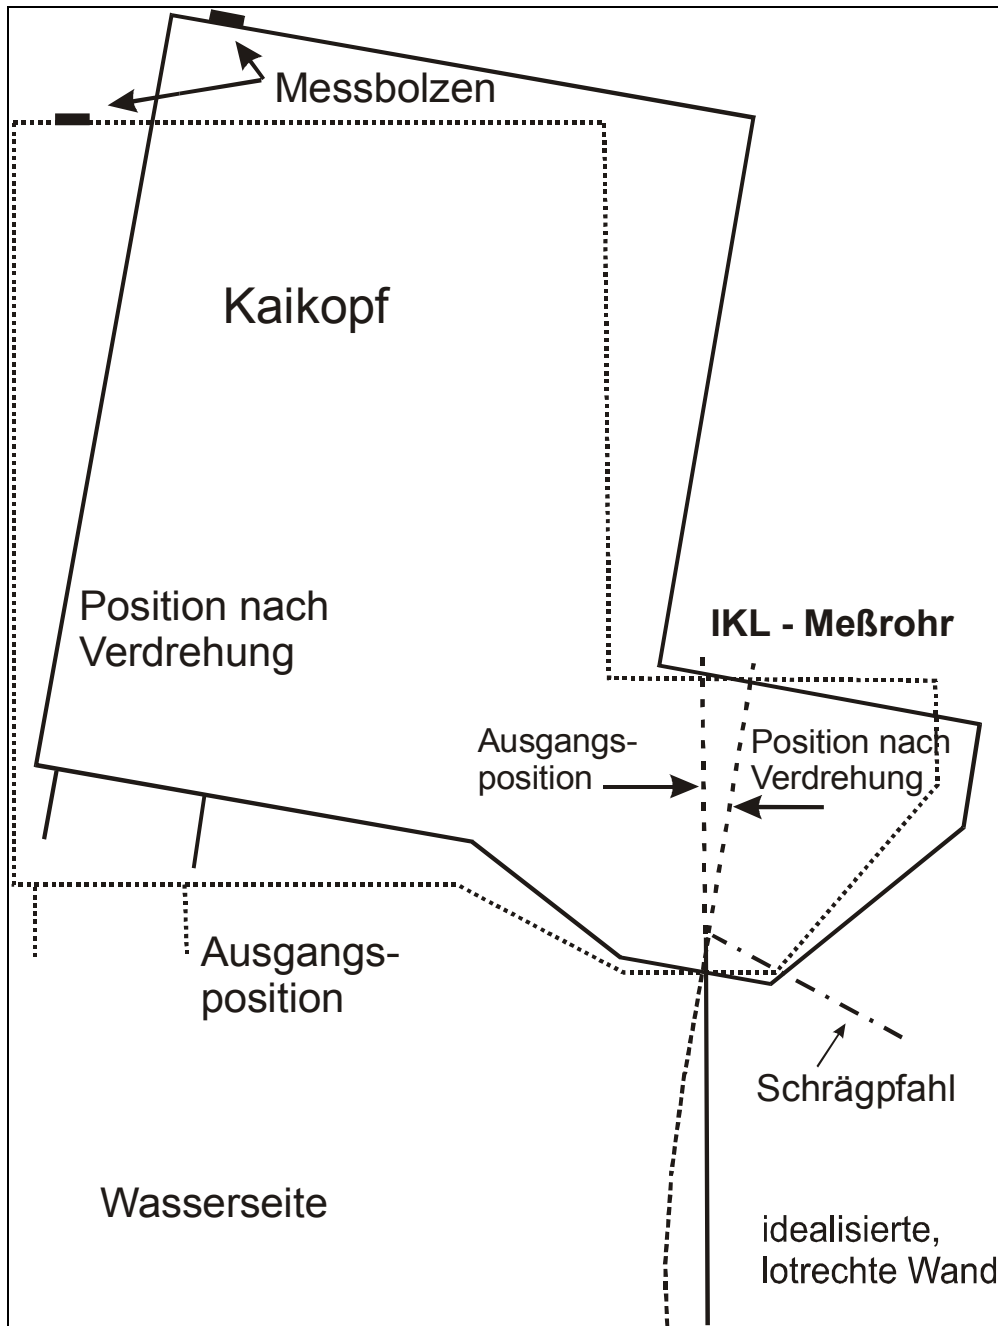 Messbolzen
Kaikopf
Position nach
Verdrehung
IKL - Meßrohr
Ausgangs-
position
Position nach
Verdrehung
Ausgangs-
position
Schrägpfahl
Wasserseite
idealisierte,
lotrechte Wand